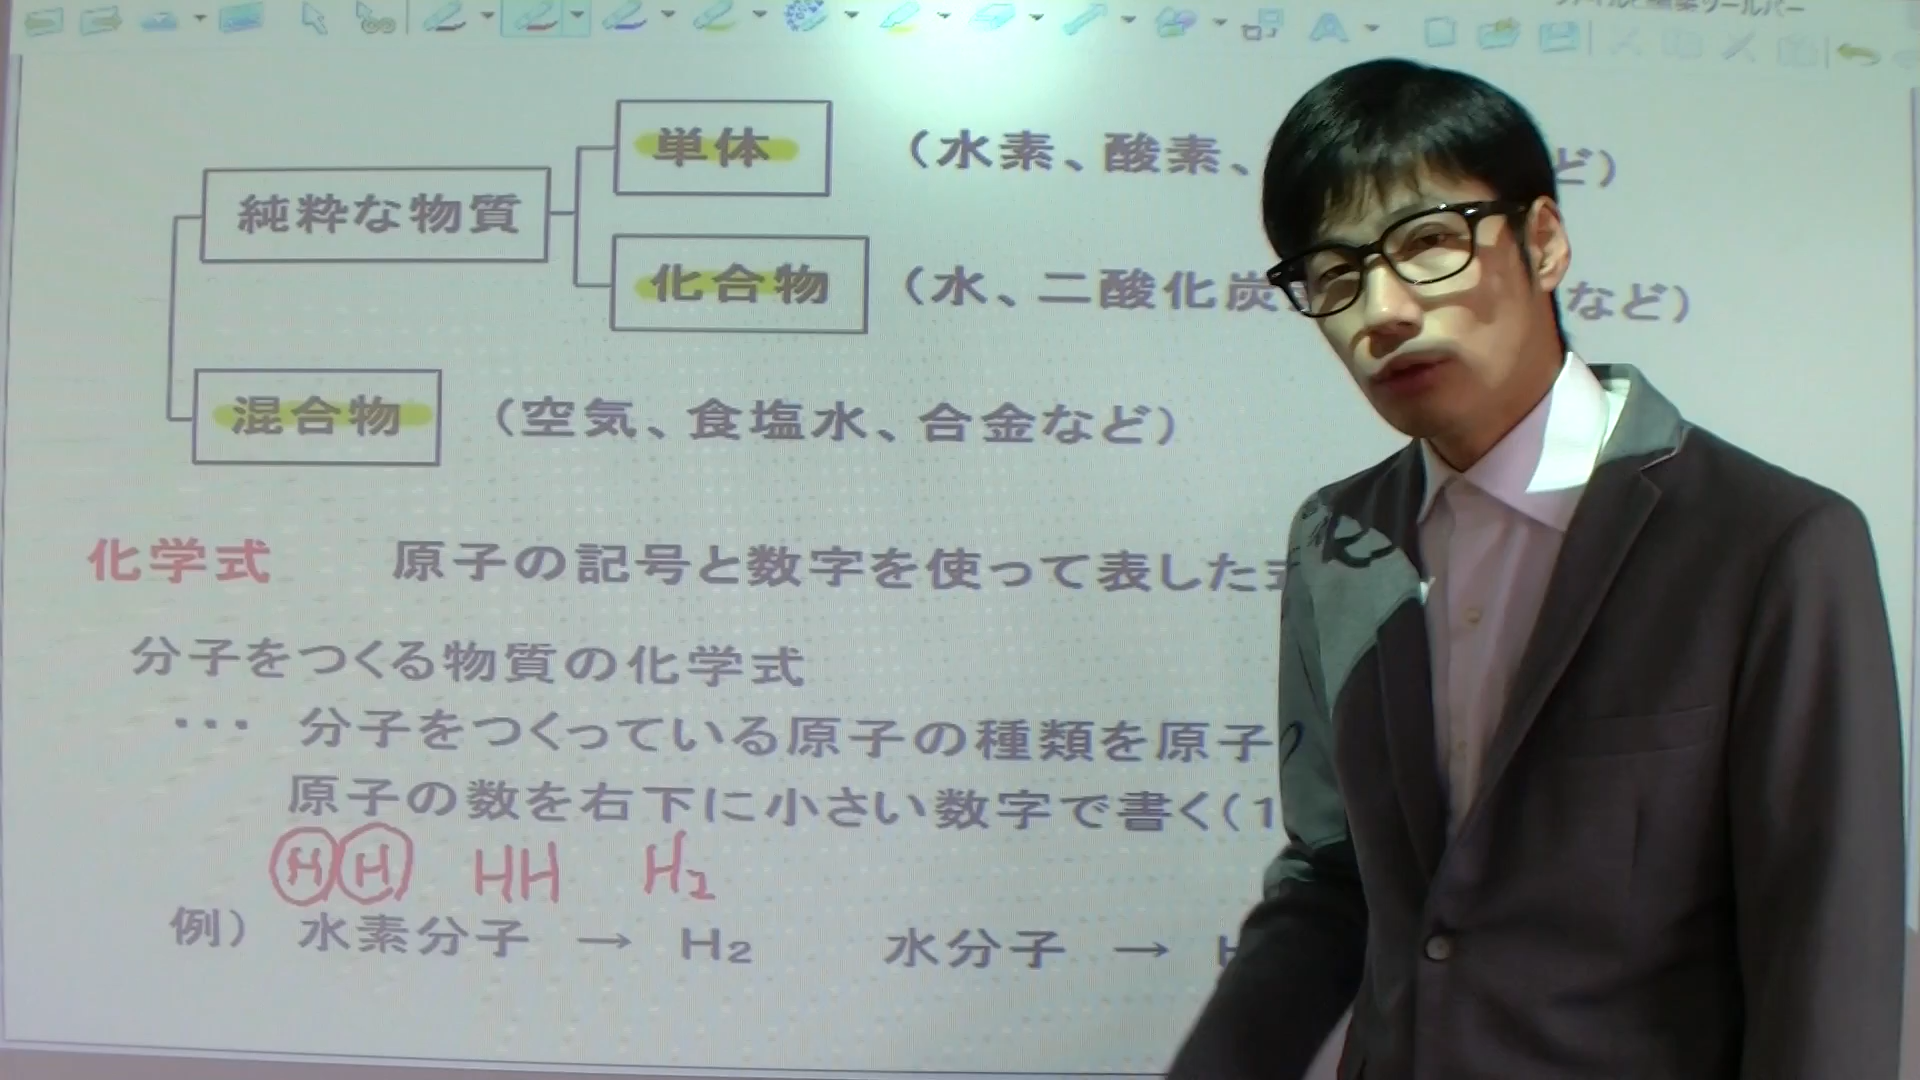 単体 (水素、酸素、 ど)
純粋な物質
化合物 (水、二酸化炭 など)
混合物 (空気、食塩水、合金など)
化学式 原子の記号と数字を使って表した
分子をつくる物質の化学式
… 分子をつくっている原子の種類を原子
原子の数を右下に小さい数字で書く(1
H H HH H₂
例) 水素分子 → H₂ 水分子 → H